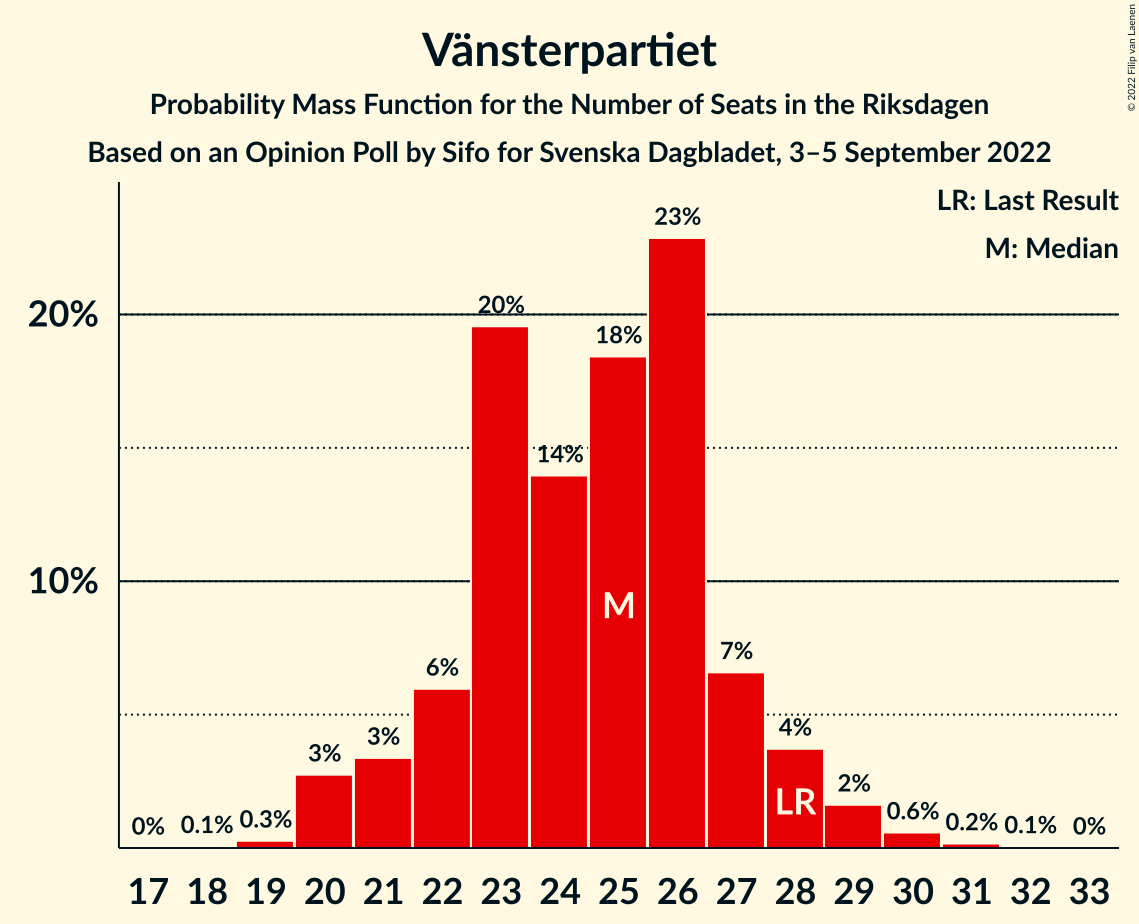 Vänsterpartiet
Probability Mass Function for the Number of Seats in the Riksdagen
Based on an Opinion Poll by Sifo for Svenska Dagbladet, 3–5 September 2022
© 2022 Filip van Laenen
LR: Last Result
M: Median
20%
10%
0%
0.1%
0.3%
3%
3%
6%
20%
14%
18%
23%
7%
4%
2%
0.6%
0.2%
0.1%
0%
M
LR
17 18 19 20 21 22 23 24 25 26 27 28 29 30 31 32 33